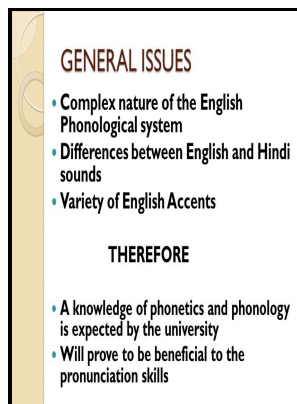 GENERAL ISSUES
• Complex nature of the English
Phonological system
• Differences between English and Hindi
sounds
• Variety of English Accents
THEREFORE
• A knowledge of phonetics and phonology
is expected by the university
• Will prove to be beneficial to the
pronunciation skills